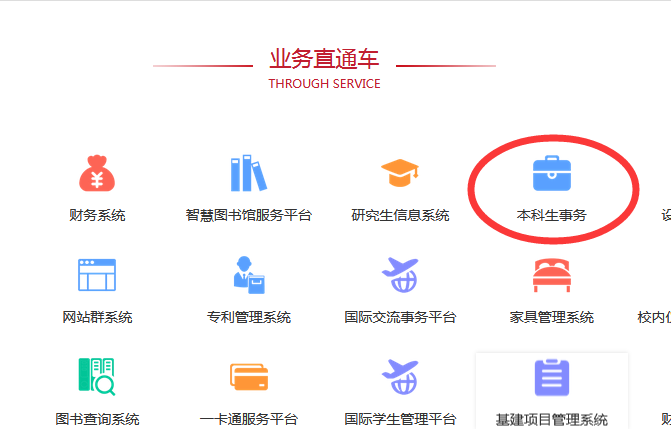 业务直通车
THROUGH SERVICE
¥
财务系统 智慧图书馆服务平台 研究生信息系统 本科生事务
网站群系统 专利管理系统 国际交流事务平台 家具管理系统 校内
图书查询系统 一卡通服务平台 国际学生管理平台 基建项目管理系统